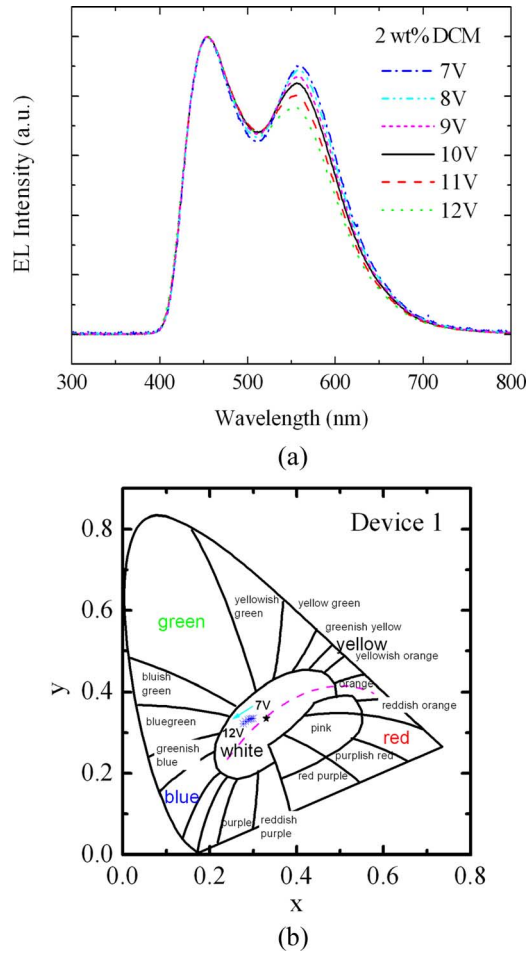 2 wt% DCM
7V
8V
9V
10V
11V
12V
EL Intensity (a.u.)
300 400 500 600 700 800
Wavelength (nm)
(a)
Device 1
0.8
0.6
0.4
0.2
0.0
y
green
yellowish
green
yellow green
greenish yellow
yellow
yellowish orange
orange
reddish orange
bluish
green
bluegreen
greenish
blue
blue
7V
12V
white
pink
red
purplish red
red purple
reddish
purple
purple
0.0 0.2 0.4 0.6 0.8
x
(b)